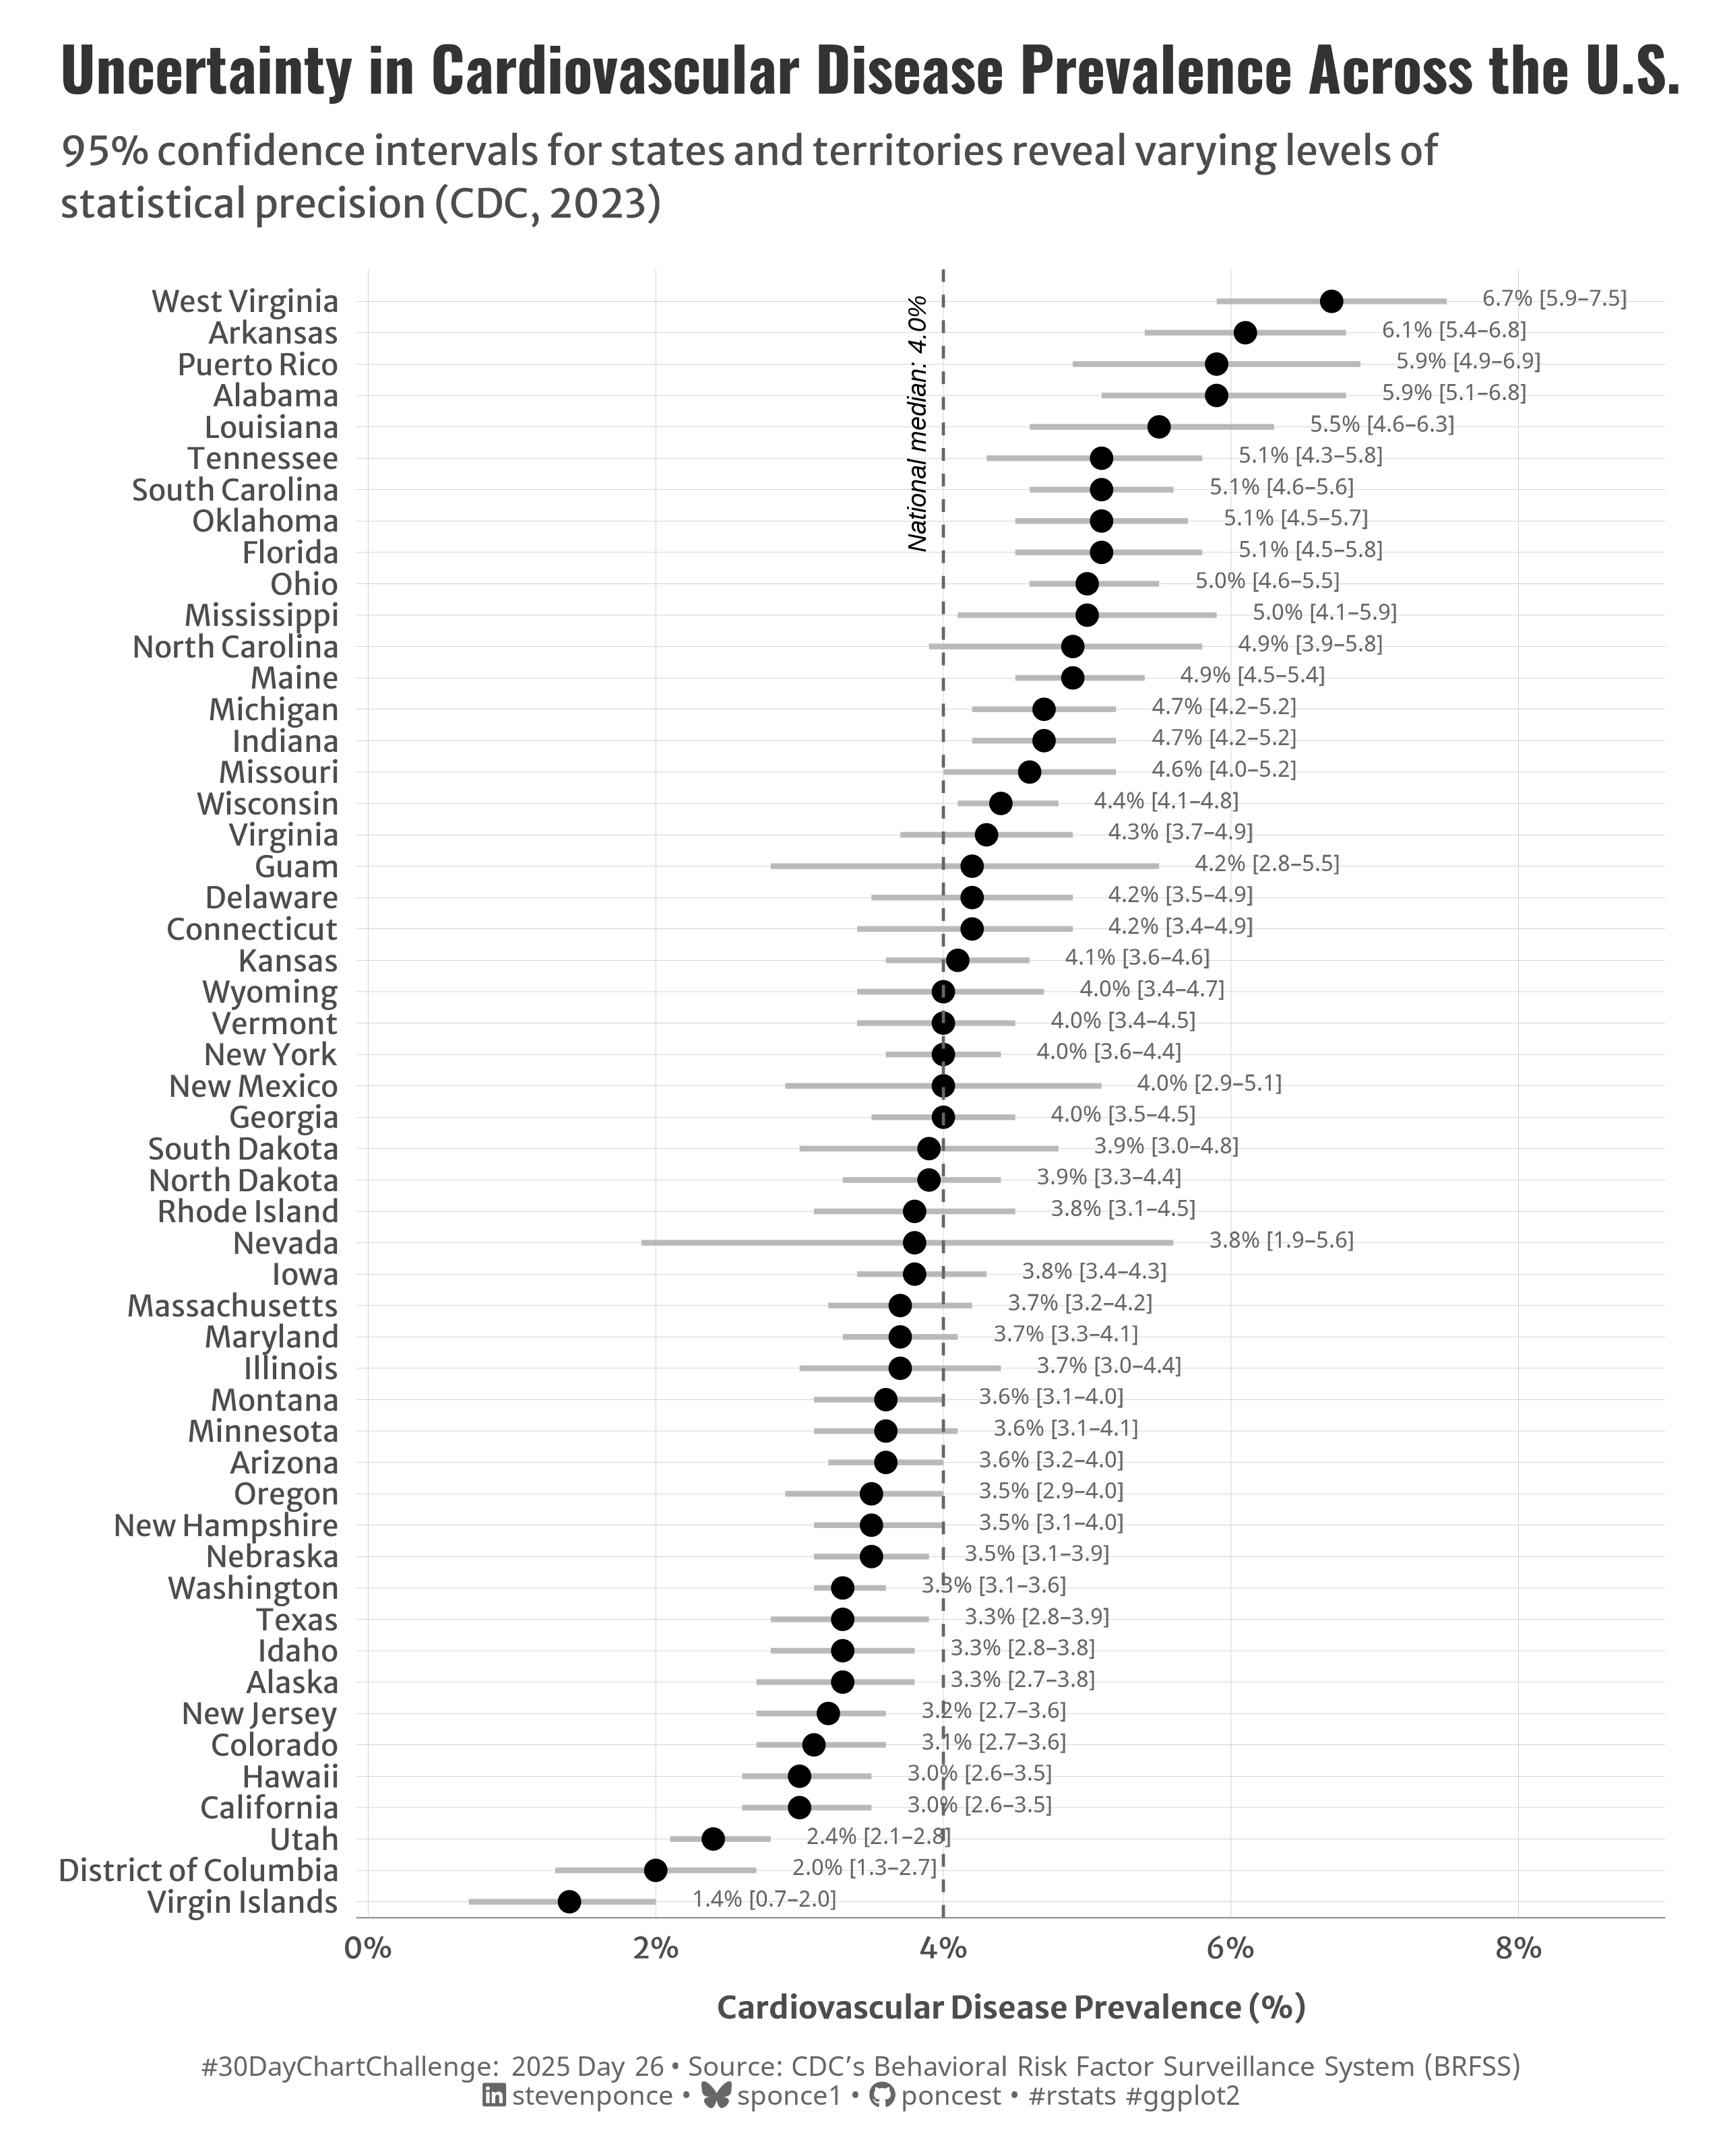 Uncertainty in Cardiovascular Disease Prevalence Across the U.S.
95% confidence intervals for states and territories reveal varying levels of
statistical precision (CDC, 2023)
National median: 4.0%
West Virginia 6.7% [5.9–7.5]
Arkansas 6.1% [5.4–6.8]
Puerto Rico 5.9% [4.9–6.9]
Alabama 5.9% [5.1–6.8]
Louisiana 5.5% [4.6–6.3]
Tennessee 5.1% [4.3–5.8]
South Carolina 5.1% [4.6–5.6]
Oklahoma 5.1% [4.5–5.7]
Florida 5.1% [4.5–5.8]
Ohio 5.0% [4.6–5.5]
Mississippi 5.0% [4.1–5.9]
North Carolina 4.9% [3.9–5.8]
Maine 4.9% [4.5–5.4]
Michigan 4.7% [4.2–5.2]
Indiana 4.7% [4.2–5.2]
Missouri 4.6% [4.0–5.2]
Wisconsin 4.4% [4.1–4.8]
Virginia 4.3% [3.7–4.9]
Guam 4.2% [2.8–5.5]
Delaware 4.2% [3.5–4.9]
Connecticut 4.2% [3.4–4.9]
Kansas 4.1% [3.6–4.6]
Wyoming 4.0% [3.4–4.7]
Vermont 4.0% [3.4–4.5]
New York 4.0% [3.6–4.4]
New Mexico 4.0% [2.9–5.1]
Georgia 4.0% [3.5–4.5]
South Dakota 3.9% [3.0–4.8]
North Dakota 3.9% [3.3–4.4]
Rhode Island 3.8% [3.1–4.5]
Nevada 3.8% [1.9–5.6]
Iowa 3.8% [3.4–4.3]
Massachusetts 3.7% [3.2–4.2]
Maryland 3.7% [3.3–4.1]
Illinois 3.7% [3.0–4.4]
Montana 3.6% [3.1–4.0]
Minnesota 3.6% [3.1–4.1]
Arizona 3.6% [3.2–4.0]
Oregon 3.5% [2.9–4.0]
New Hampshire 3.5% [3.1–4.0]
Nebraska 3.5% [3.1–3.9]
Washington 3.3% [3.1–3.6]
Texas 3.3% [2.8–3.9]
Idaho 3.3% [2.8–3.8]
Alaska 3.3% [2.7–3.8]
New Jersey 3.2% [2.7–3.6]
Colorado 3.1% [2.7–3.6]
Hawaii 3.0% [2.6–3.5]
California 3.0% [2.6–3.5]
Utah 2.4% [2.1–2.8]
District of Columbia 2.0% [1.3–2.7]
Virgin Islands 1.4% [0.7–2.0]
0% 2% 4% 6% 8%
Cardiovascular Disease Prevalence (%)
#30DayChartChallenge: 2025 Day 26 • Source: CDC’s Behavioral Risk Factor Surveillance System (BRFSS)
in stevenponce • sponce1 • poncest • #rstats #ggplot2